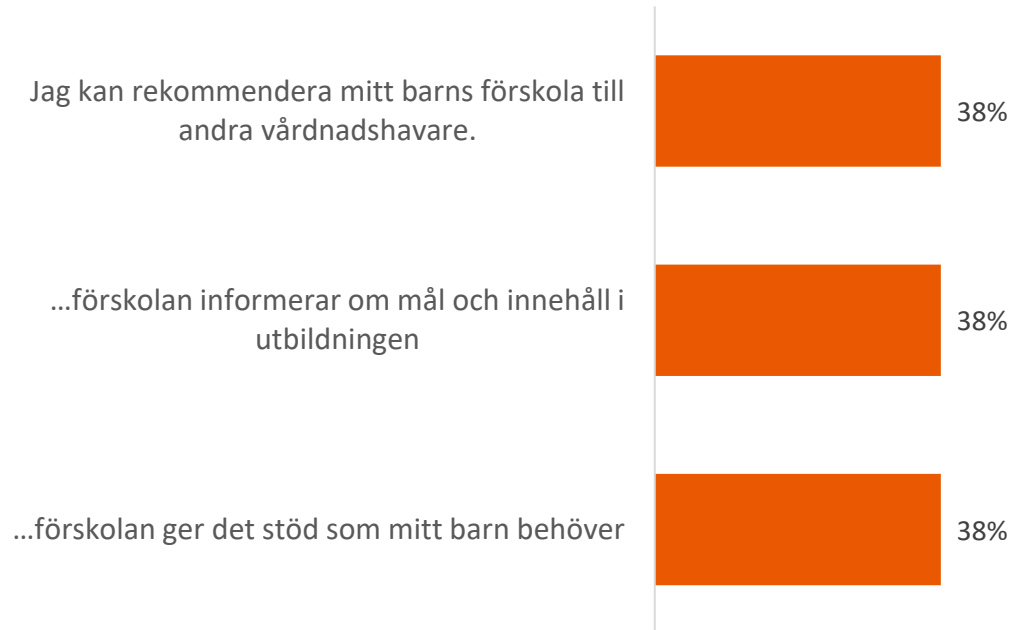 Jag kan rekommendera mitt barns förskola till
andra vårdnadshavare.
38%
...förskolan informerar om mål och innehåll i
utbildningen
38%
...förskolan ger det stöd som mitt barn behöver
38%